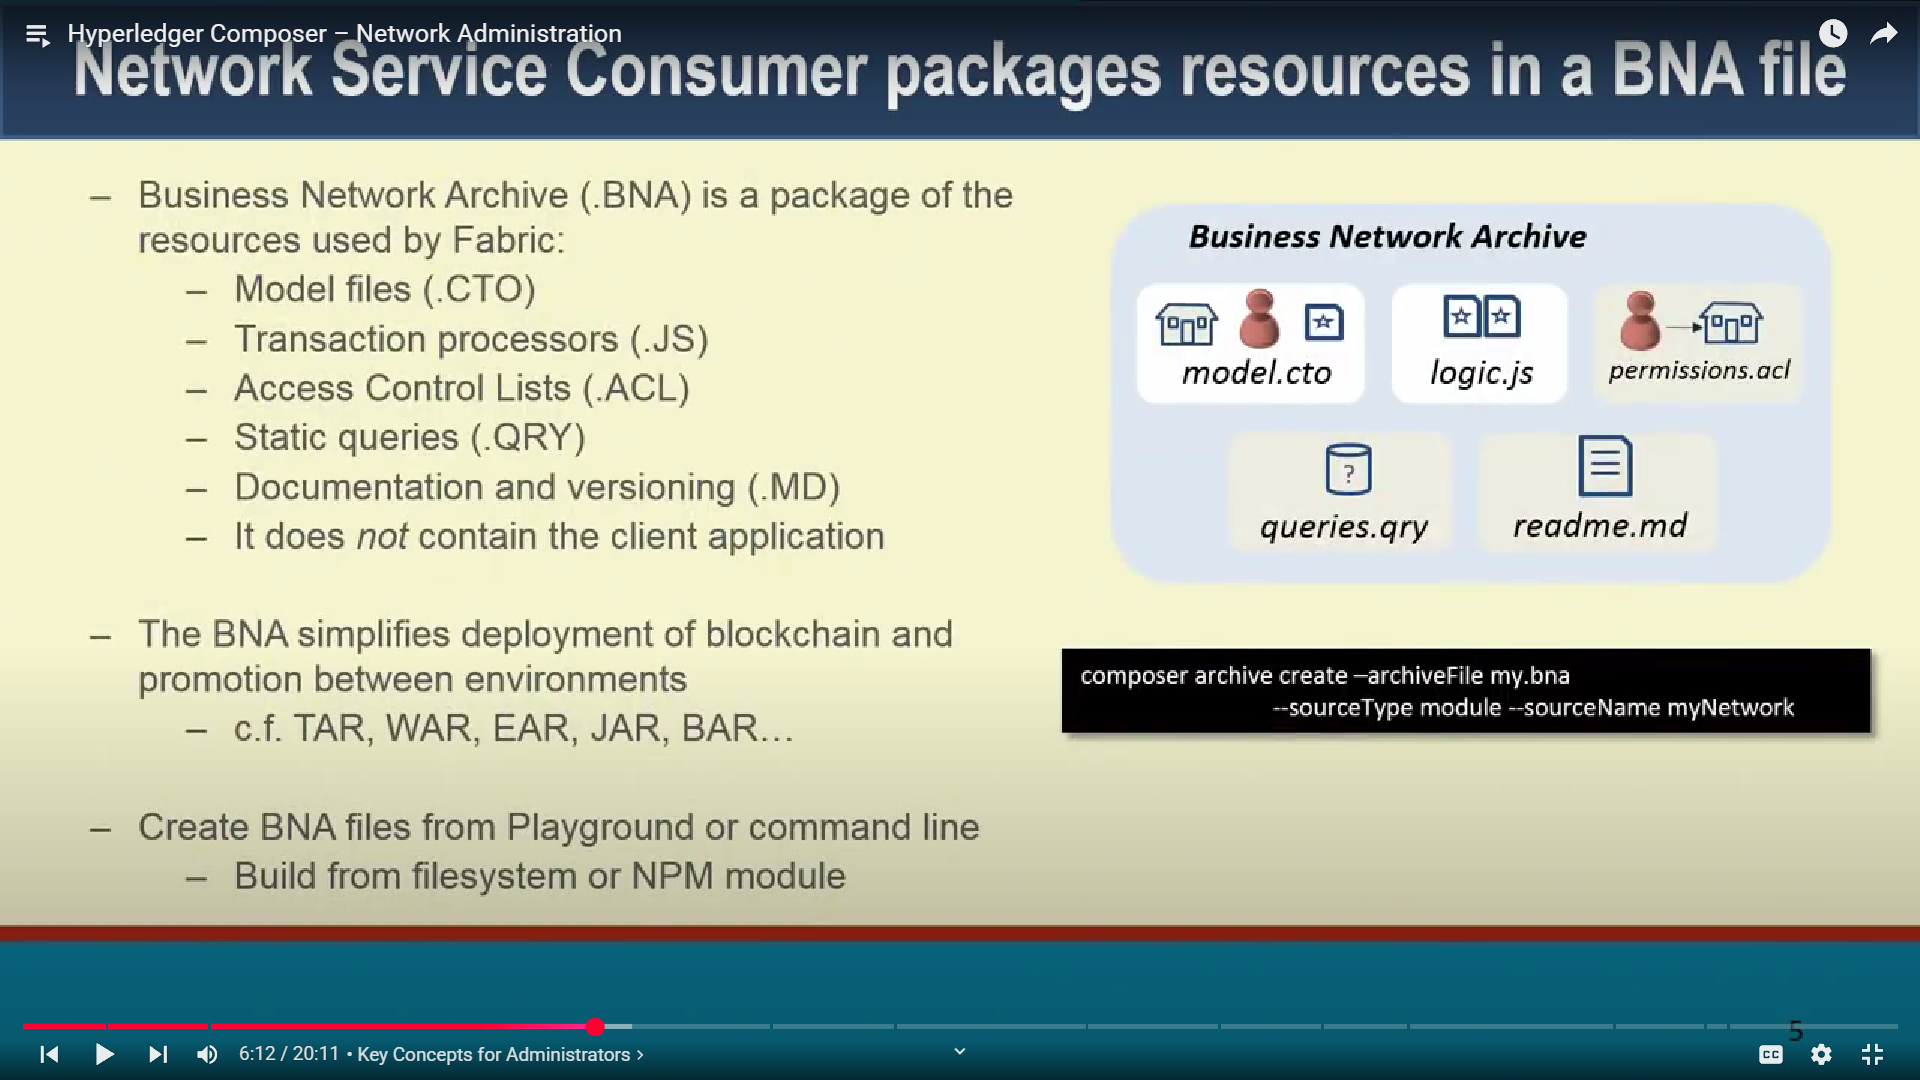 Hyperledger Composer – Network Administration
Network Service Consumer packages resources in a BNA file
– Business Network Archive (.BNA) is a package of the
resources used by Fabric:
– Model files (.CTO)
– Transaction processors (.JS)
– Access Control Lists (.ACL)
– Static queries (.QRY)
– Documentation and versioning (.MD)
– It does not contain the client application
– The BNA simplifies deployment of blockchain and
promotion between environments
– c.f. TAR, WAR, EAR, JAR, BAR…
– Create BNA files from Playground or command line
– Build from filesystem or NPM module
Business Network Archive
model.cto
logic.js
permissions.acl
?
queries.qry
readme.md
composer archive create –archiveFile my.bna
--sourceType module --sourceName myNetwork
5
6:12 / 20:11 • Key Concepts for Administrators ›
CC